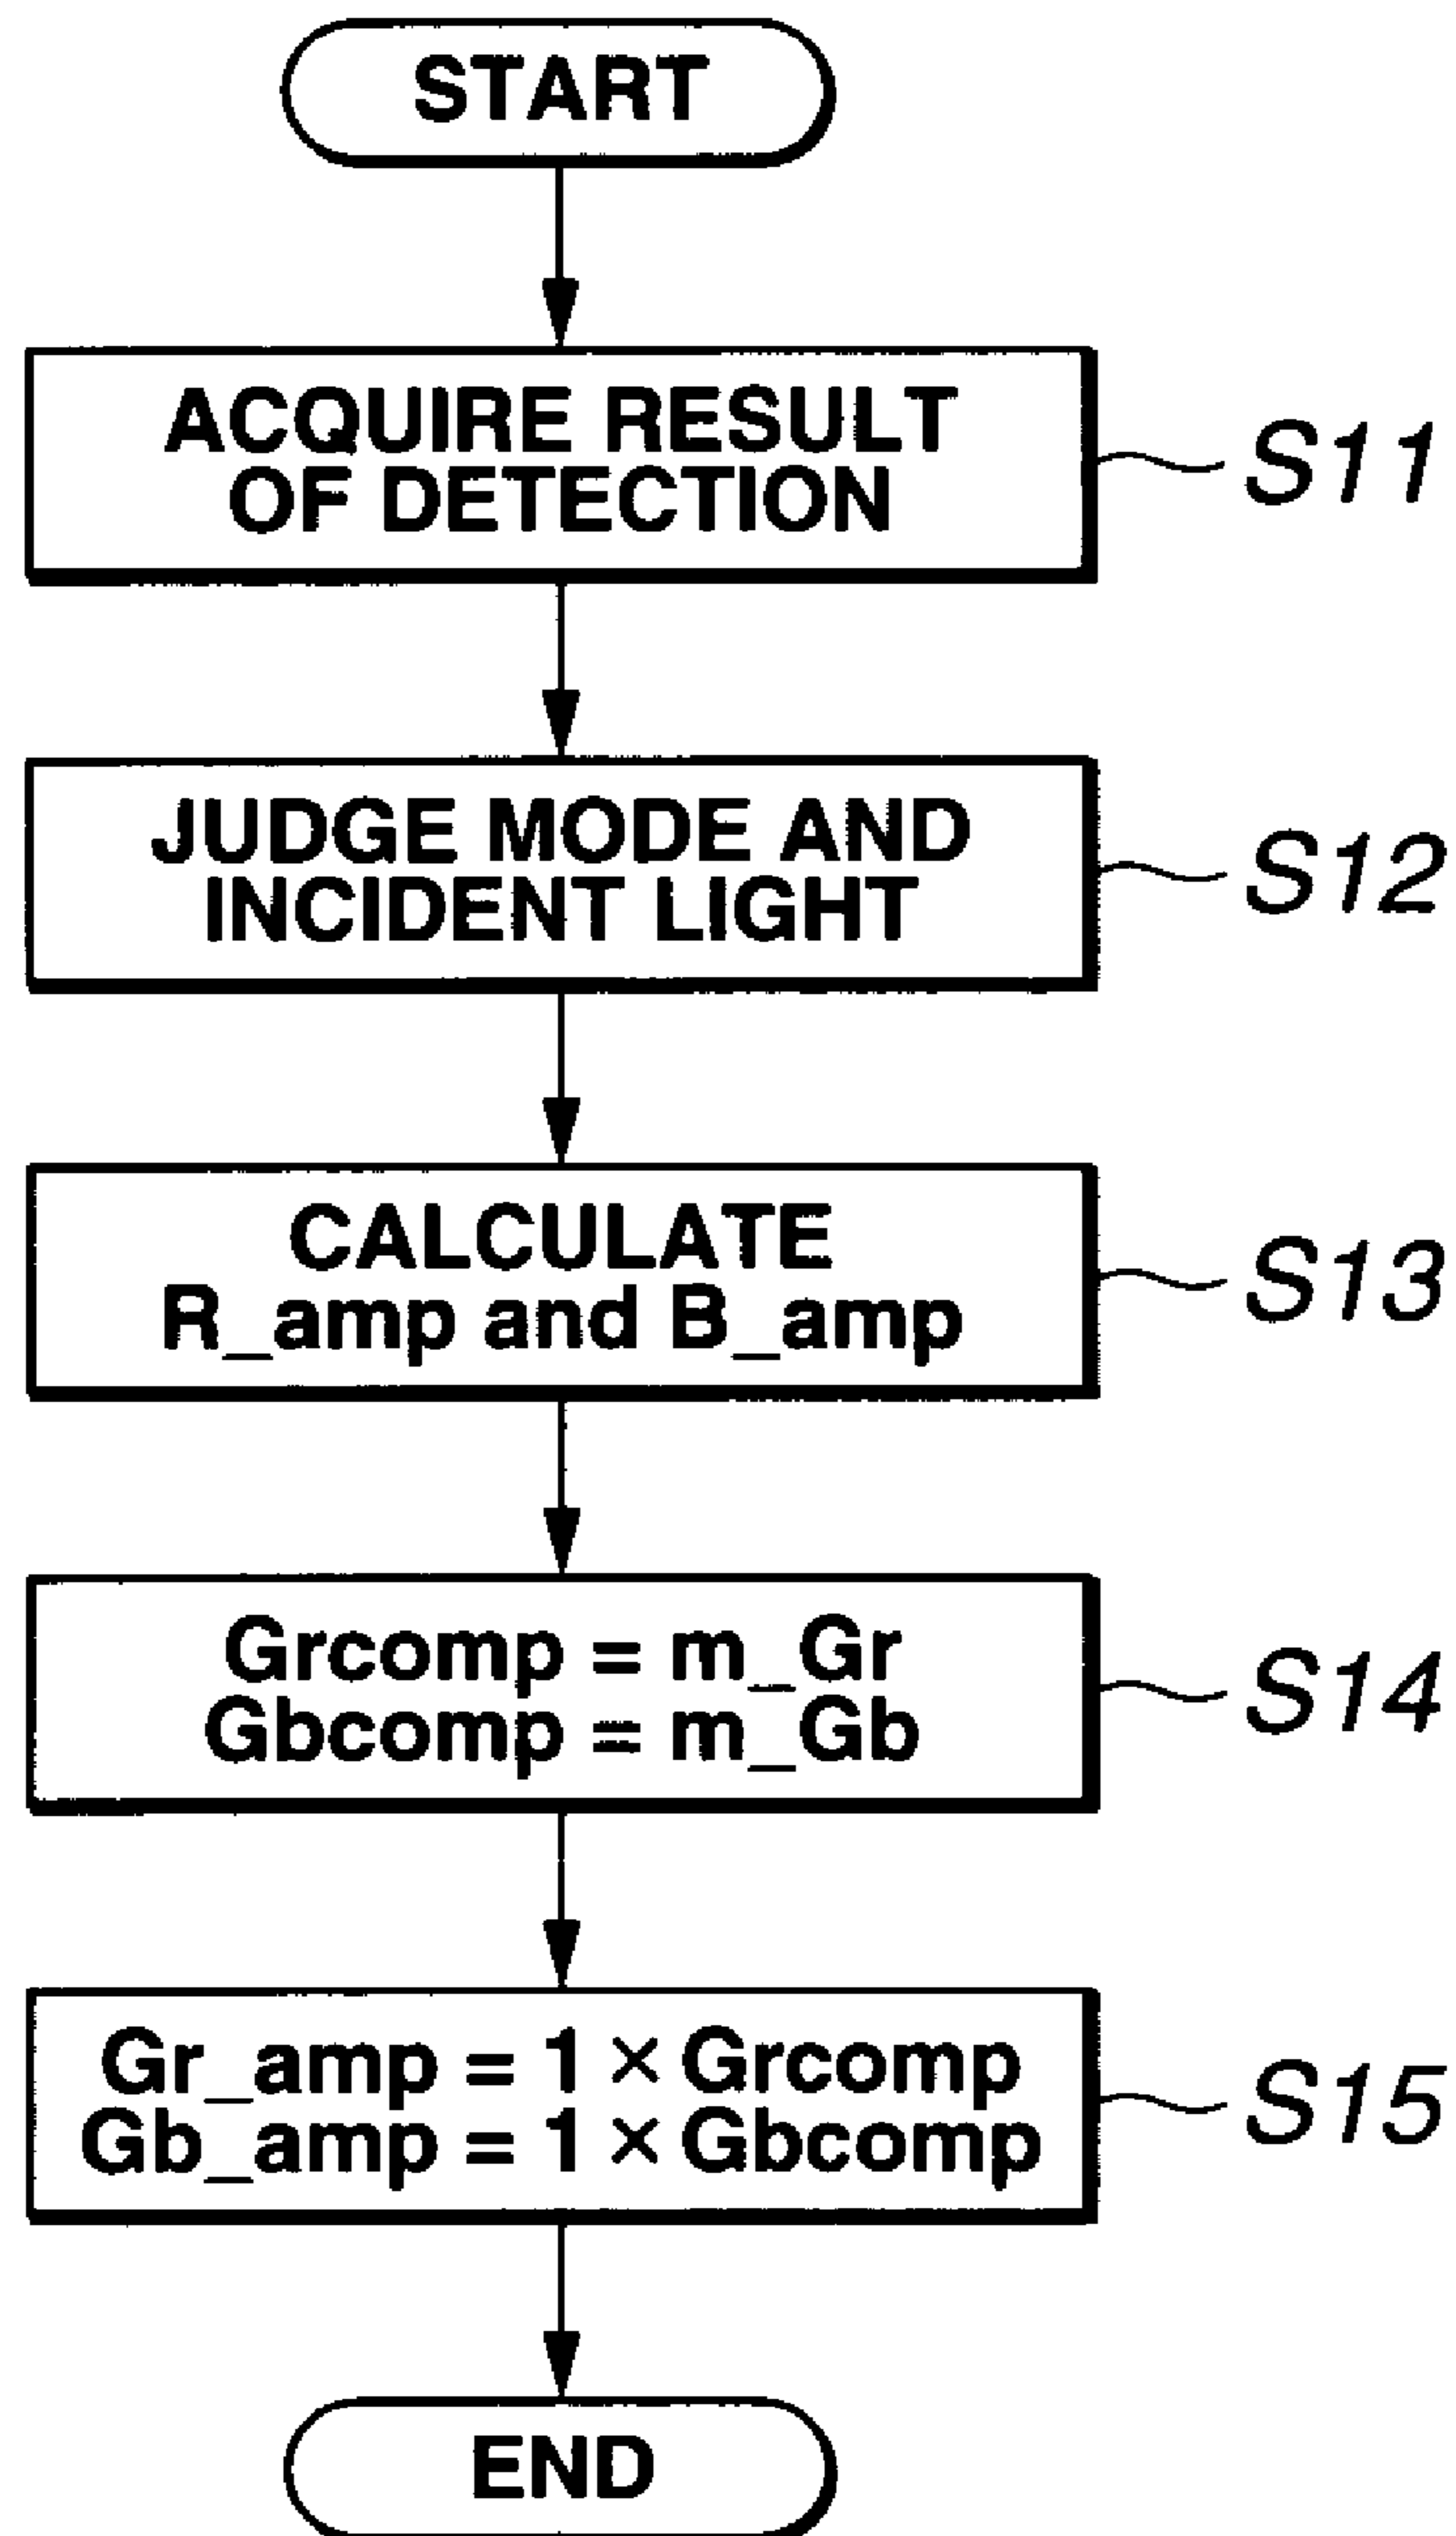 START
ACQUIRE RESULT
OF DETECTION
S11
JUDGE MODE AND
INCIDENT LIGHT
S12
CALCULATE
R_amp and B_amp
S13
Grcomp = m_Gr
Gbcomp = m_Gb
S14
Gr_amp = 1 × Grcomp
Gb_amp = 1 × Gbcomp
S15
END